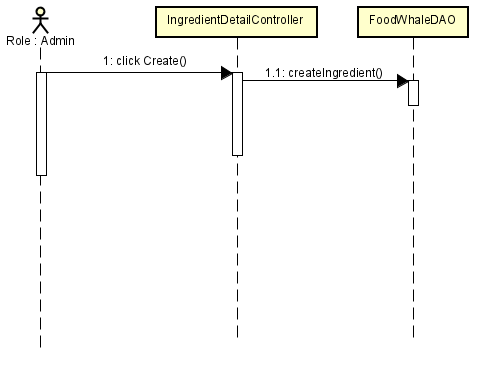 IngredientDetailController
FoodWhaleDAO
Role : Admin
1: click Create()
1.1: createIngredient()